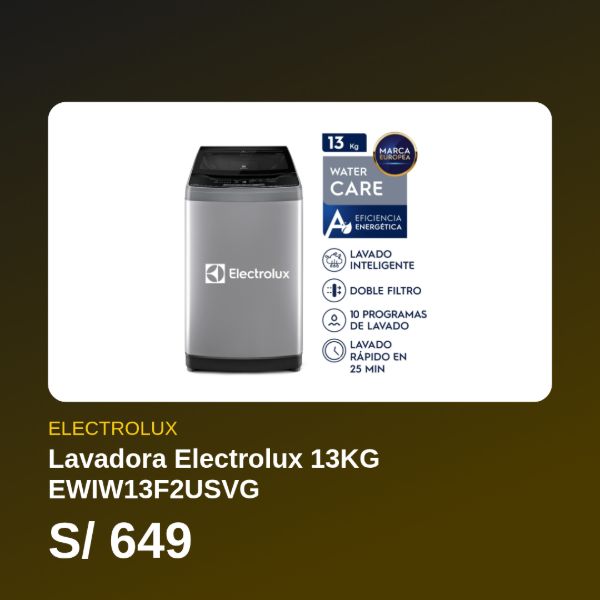 13 Kg
MARCA
EUROPEA
WATER
CARE
A EFICIENCIA
ENERGÉTICA
Electrolux
LAVADO
INTELIGENTE
DOBLE FILTRO
10 PROGRAMAS
DE LAVADO
LAVADO
RÁPIDO EN
25 MIN
ELECTROLUX
Lavadora Electrolux 13KG
EWIW13F2USVG
S/ 649